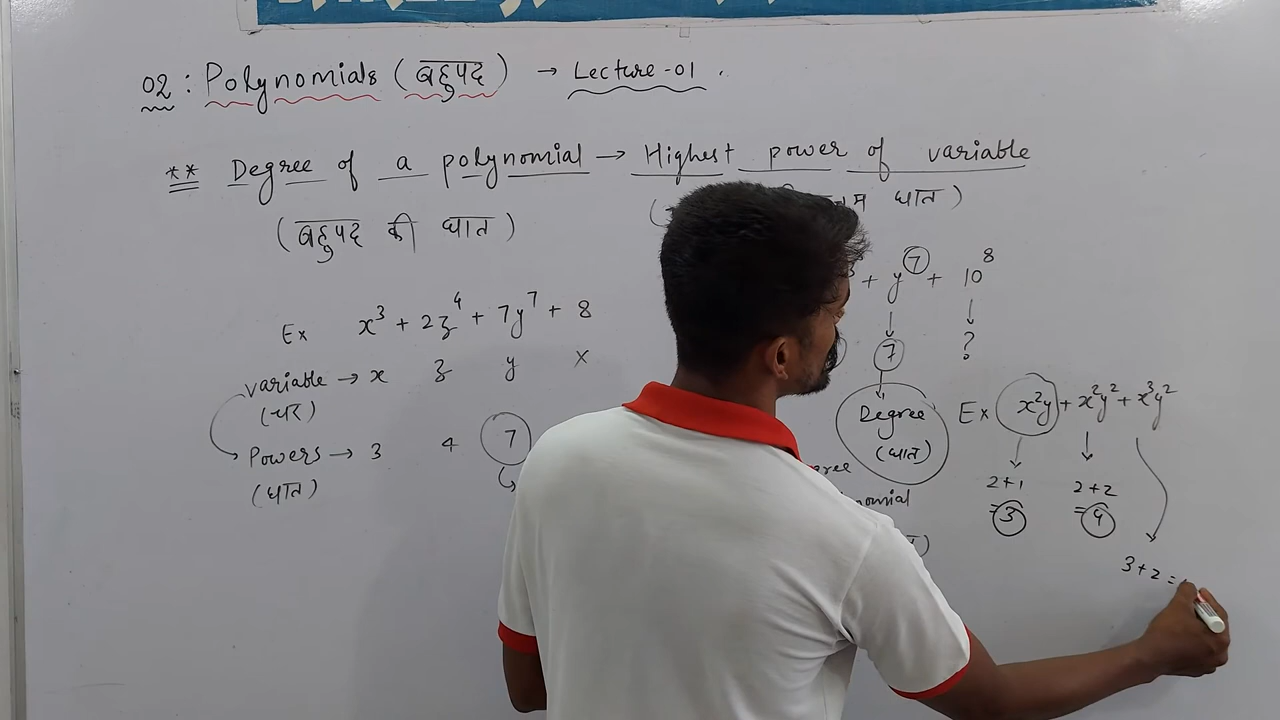 02 : Polynomials (बहुपद) → Lecture-01 .
** Degree of a polynomial → Highest power of variable
(बहुपद की घात)
घात)
Ex x³ + 2z⁴ + 7y⁷ + 8
variable → x z y ×
(चर)
Powers → 3 4 7
(घात)
+ y⁷ + 10⁸
7 ?
Degree
(घात)
Ex x²y + x²y² + x³y²
2+1 2+2
=3 =4
3+2 =